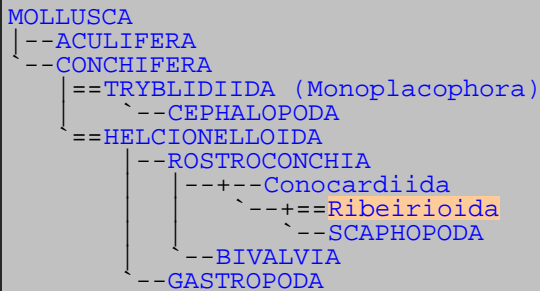 MOLLUSCA
|--ACULIFERA
`--CONCHIFERA
   |==TRYBLIDIIDA (Monoplacophora)
   |  `--CEPHALOPODA
   `==HELCIONELLOIDA
      |--ROSTROCONCHIA
      |  |--+--Conocardiida
      |  |  `--+==Ribeirioida
      |  |     `--SCAPHOPODA
      |  `--BIVALVIA
      `--GASTROPODA